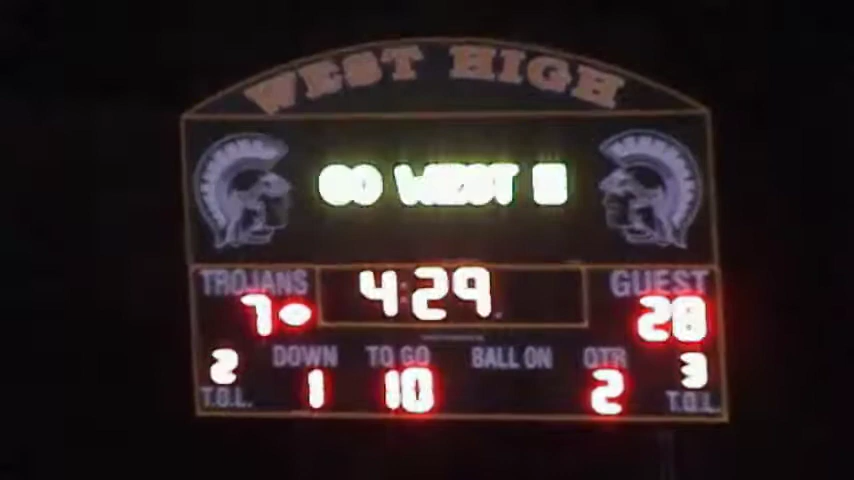 WEST HIGH
GO WEST
TROJANS 4:29 GUEST
7 28
2 DOWN TO GO BALL ON QTR 3
T.O.L. 1 10 2 T.O.L.